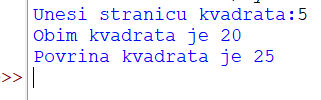 Unesi stranicu kvadrata:5
Obim kvadrata je 20
Povrina kvadrata je 25
>>